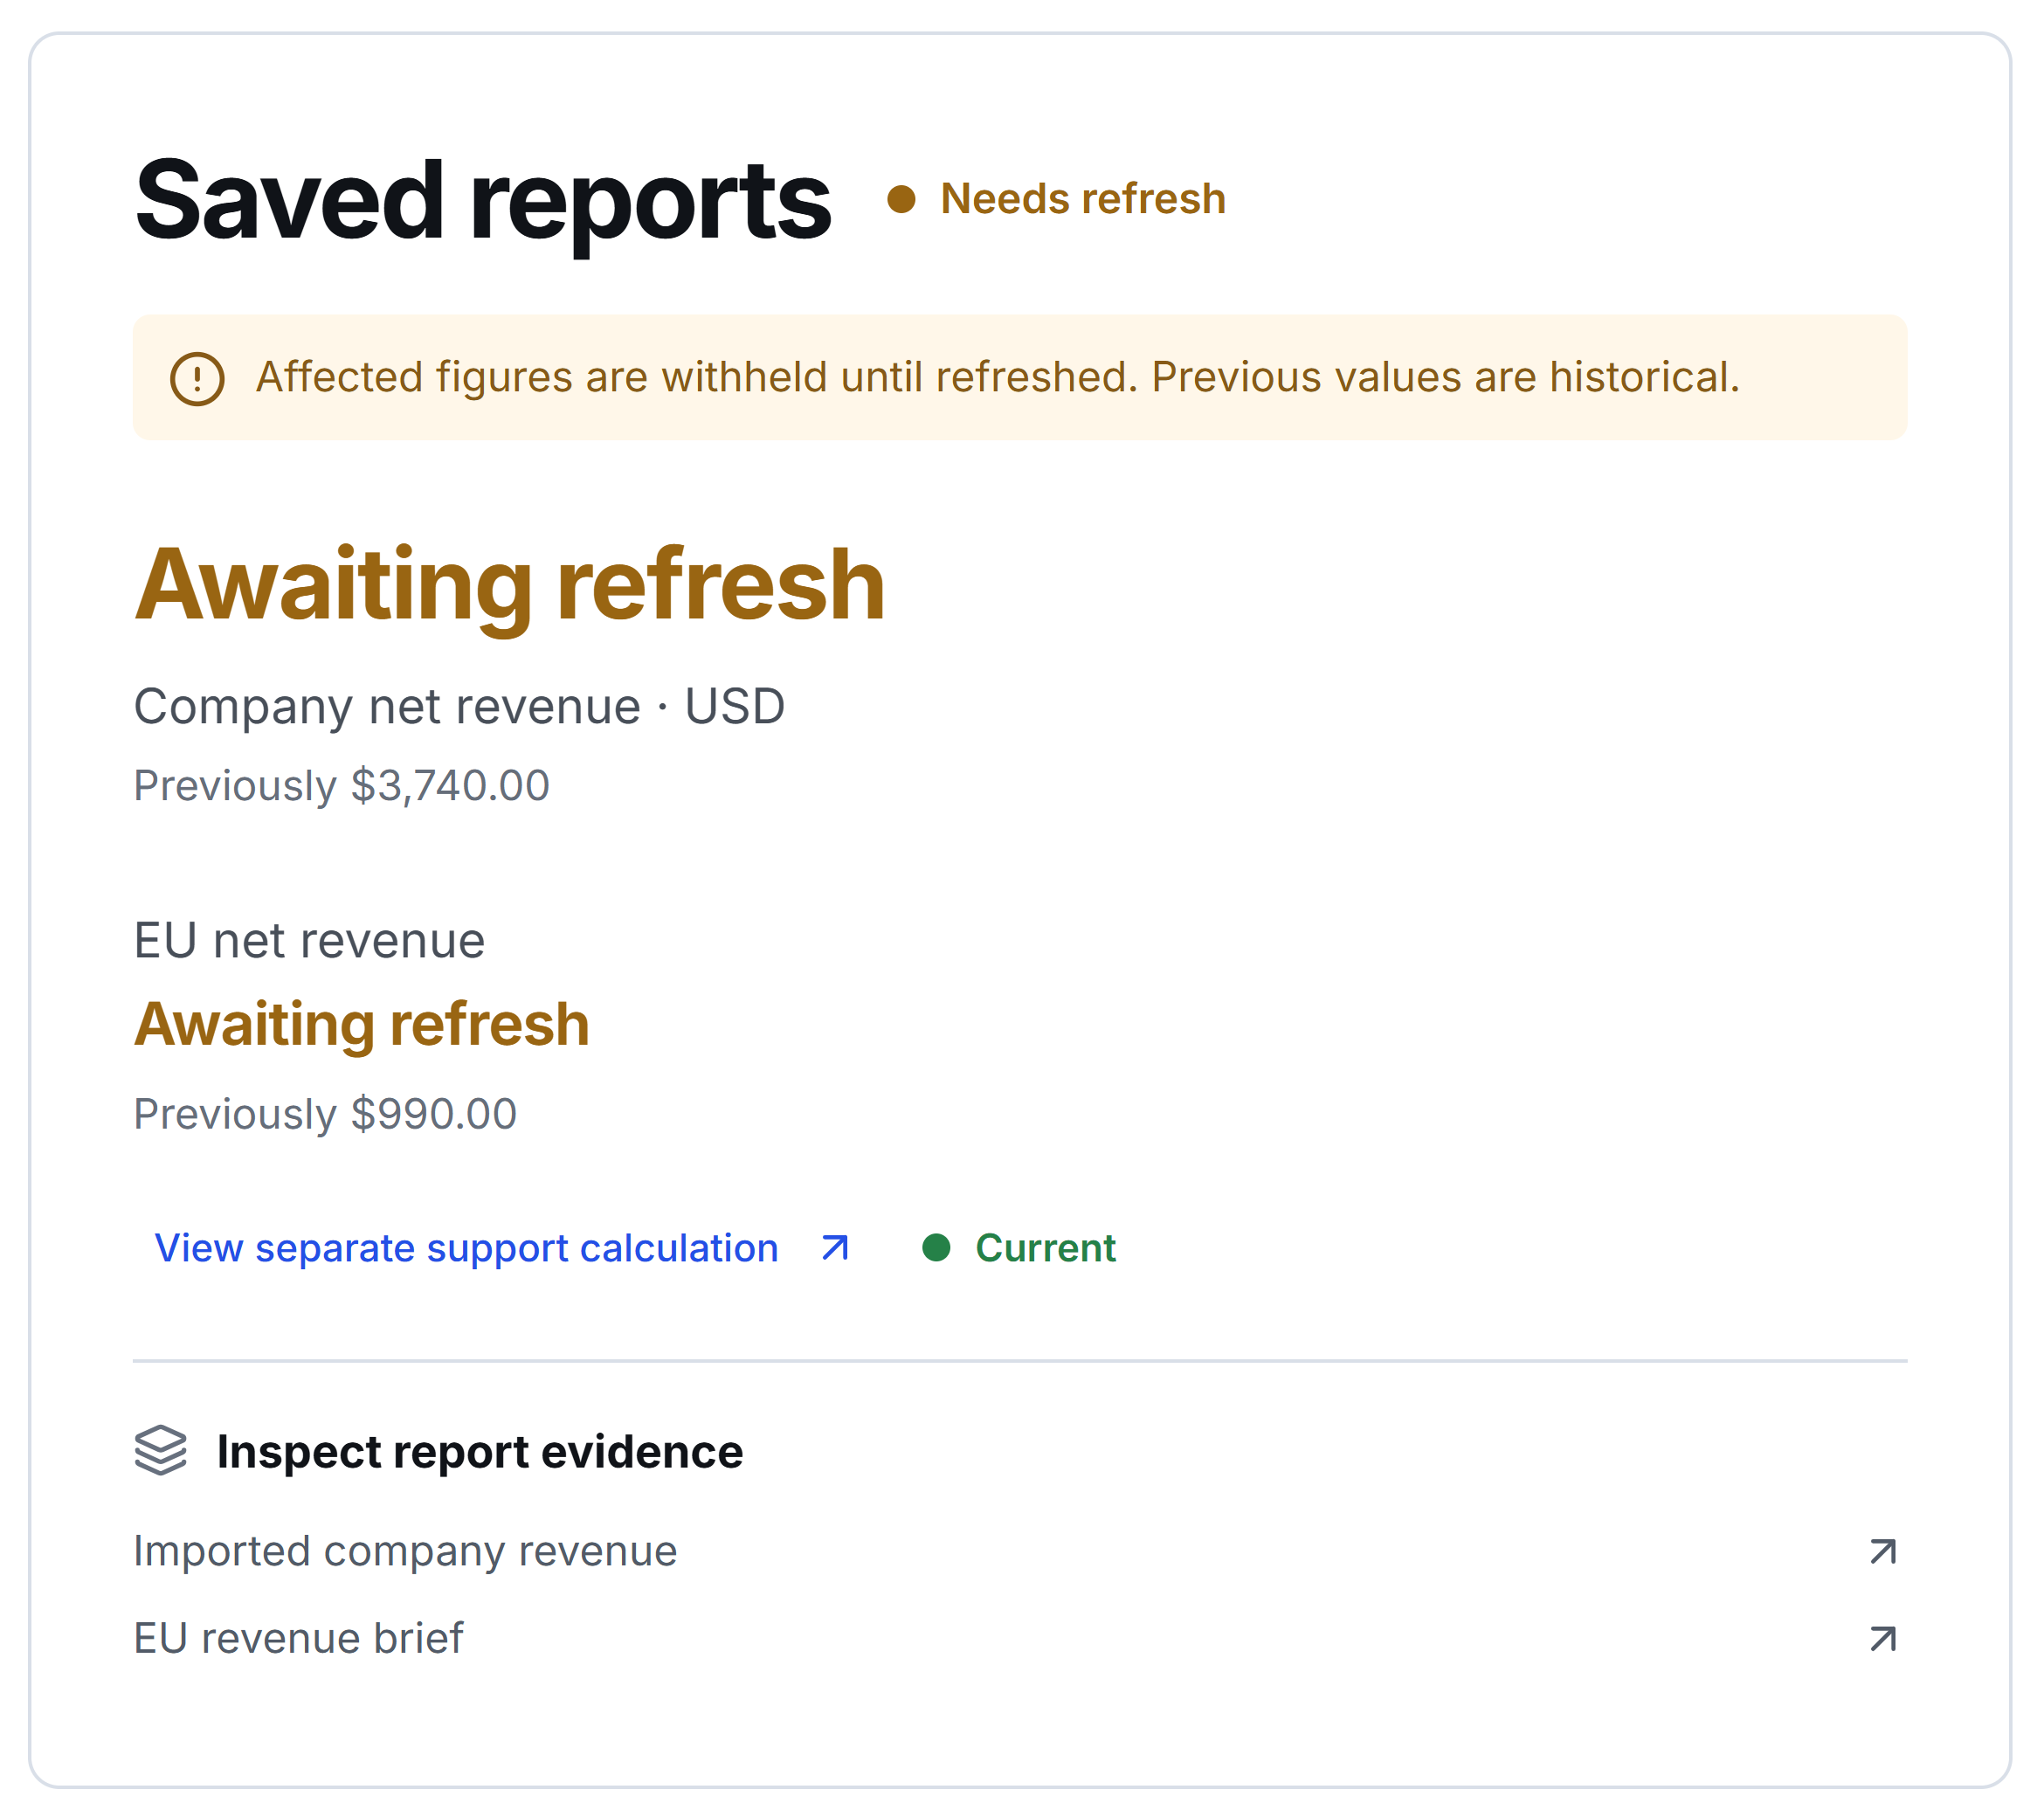 Saved reports
Needs refresh
Affected figures are withheld until refreshed. Previous values are historical.
Awaiting refresh
Company net revenue · USD
Previously $3,740.00
EU net revenue
Awaiting refresh
Previously $990.00
View separate support calculation
Current
Inspect report evidence
Imported company revenue
EU revenue brief